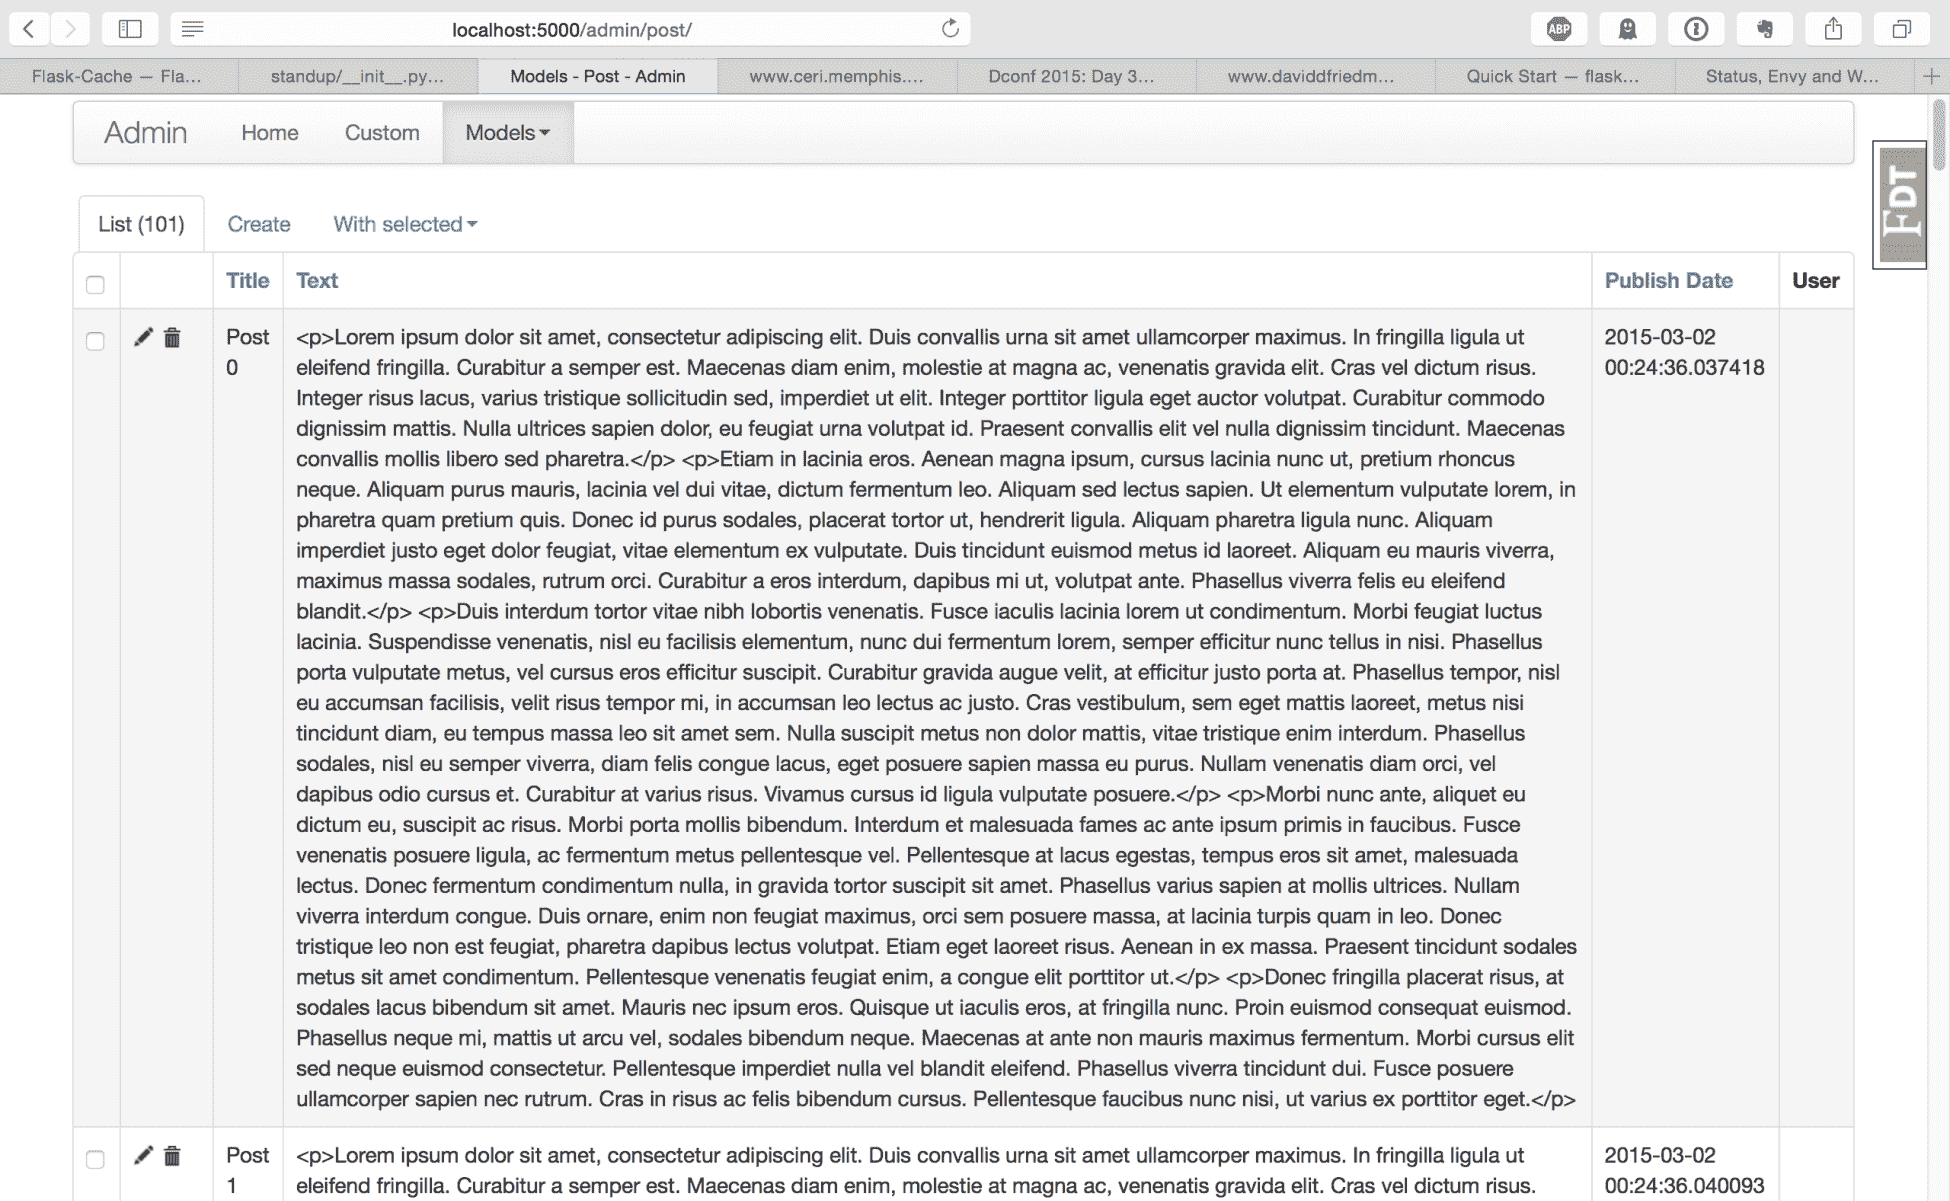 localhost:5000/admin/post/
ABP
Flask-Cache — Fla...
standup/__init__.py...
Models - Post - Admin
www.ceri.memphis....
Dconf 2015: Day 3...
www.daviddfriedm...
Quick Start — flask...
Status, Envy and W...
Admin
Home
Custom
Models
FDT
List (101)
Create
With selected
Title
Text
Publish Date
User
Post
0
<p>Lorem ipsum dolor sit amet, consectetur adipiscing elit. Duis convallis urna sit amet ullamcorper maximus. In fringilla ligula ut
eleifend fringilla. Curabitur a semper est. Maecenas diam enim, molestie at magna ac, venenatis gravida elit. Cras vel dictum risus.
Integer risus lacus, varius tristique sollicitudin sed, imperdiet ut elit. Integer porttitor ligula eget auctor volutpat. Curabitur commodo
dignissim mattis. Nulla ultrices sapien dolor, eu feugiat urna volutpat id. Praesent convallis elit vel nulla dignissim tincidunt. Maecenas
convallis mollis libero sed pharetra.</p> <p>Etiam in lacinia eros. Aenean magna ipsum, cursus lacinia nunc ut, pretium rhoncus
neque. Aliquam purus mauris, lacinia vel dui vitae, dictum fermentum leo. Aliquam sed lectus sapien. Ut elementum vulputate lorem, in
pharetra quam pretium quis. Donec id purus sodales, placerat tortor ut, hendrerit ligula. Aliquam pharetra ligula nunc. Aliquam
imperdiet justo eget dolor feugiat, vitae elementum ex vulputate. Duis tincidunt euismod metus id laoreet. Aliquam eu mauris viverra,
maximus massa sodales, rutrum orci. Curabitur a eros interdum, dapibus mi ut, volutpat ante. Phasellus viverra felis eu eleifend
blandit.</p> <p>Duis interdum tortor vitae nibh lobortis venenatis. Fusce iaculis lacinia lorem ut condimentum. Morbi feugiat luctus
lacinia. Suspendisse venenatis, nisl eu facilisis elementum, nunc dui fermentum lorem, semper efficitur nunc tellus in nisi. Phasellus
porta vulputate metus, vel cursus eros efficitur suscipit. Curabitur gravida augue velit, at efficitur justo porta at. Phasellus tempor, nisl
eu accumsan facilisis, velit risus tempor mi, in accumsan leo lectus ac justo. Cras vestibulum, sem eget mattis laoreet, metus nisi
tincidunt diam, eu tempus massa leo sit amet sem. Nulla suscipit metus non dolor mattis, vitae tristique enim interdum. Phasellus
sodales, nisl eu semper viverra, diam felis congue lacus, eget posuere sapien massa eu purus. Nullam venenatis diam orci, vel
dapibus odio cursus et. Curabitur at varius risus. Vivamus cursus id ligula vulputate posuere.</p> <p>Morbi nunc ante, aliquet eu
dictum eu, suscipit ac risus. Morbi porta mollis bibendum. Interdum et malesuada fames ac ante ipsum primis in faucibus. Fusce
venenatis posuere ligula, ac fermentum metus pellentesque vel. Pellentesque at lacus egestas, tempus eros sit amet, malesuada
lectus. Donec fermentum condimentum nulla, in gravida tortor suscipit sit amet. Phasellus varius sapien at mollis ultrices. Nullam
viverra interdum congue. Duis ornare, enim non feugiat maximus, orci sem posuere massa, at lacinia turpis quam in leo. Donec
tristique leo non est feugiat, pharetra dapibus lectus volutpat. Etiam eget laoreet risus. Aenean in ex massa. Praesent tincidunt sodales
metus sit amet condimentum. Pellentesque venenatis feugiat enim, a congue elit porttitor ut.</p> <p>Donec fringilla placerat risus, at
sodales lacus bibendum sit amet. Mauris nec ipsum eros. Quisque ut iaculis eros, at fringilla nunc. Proin euismod consequat euismod.
Phasellus neque mi, mattis ut arcu vel, sodales bibendum neque. Maecenas at ante non mauris maximus fermentum. Morbi cursus elit
sed neque euismod consectetur. Pellentesque imperdiet nulla vel blandit eleifend. Phasellus viverra tincidunt dui. Fusce posuere
ullamcorper sapien nec rutrum. Cras in risus ac felis bibendum cursus. Pellentesque faucibus nunc nisi, ut varius ex porttitor eget.</p>
2015-03-02
00:24:36.037418
Post
1
<p>Lorem ipsum dolor sit amet, consectetur adipiscing elit. Duis convallis urna sit amet ullamcorper maximus. In fringilla ligula ut
eleifend fringilla. Curabitur a semper est. Maecenas diam enim, molestie at magna ac, venenatis gravida elit. Cras vel dictum risus.
2015-03-02
00:24:36.040093